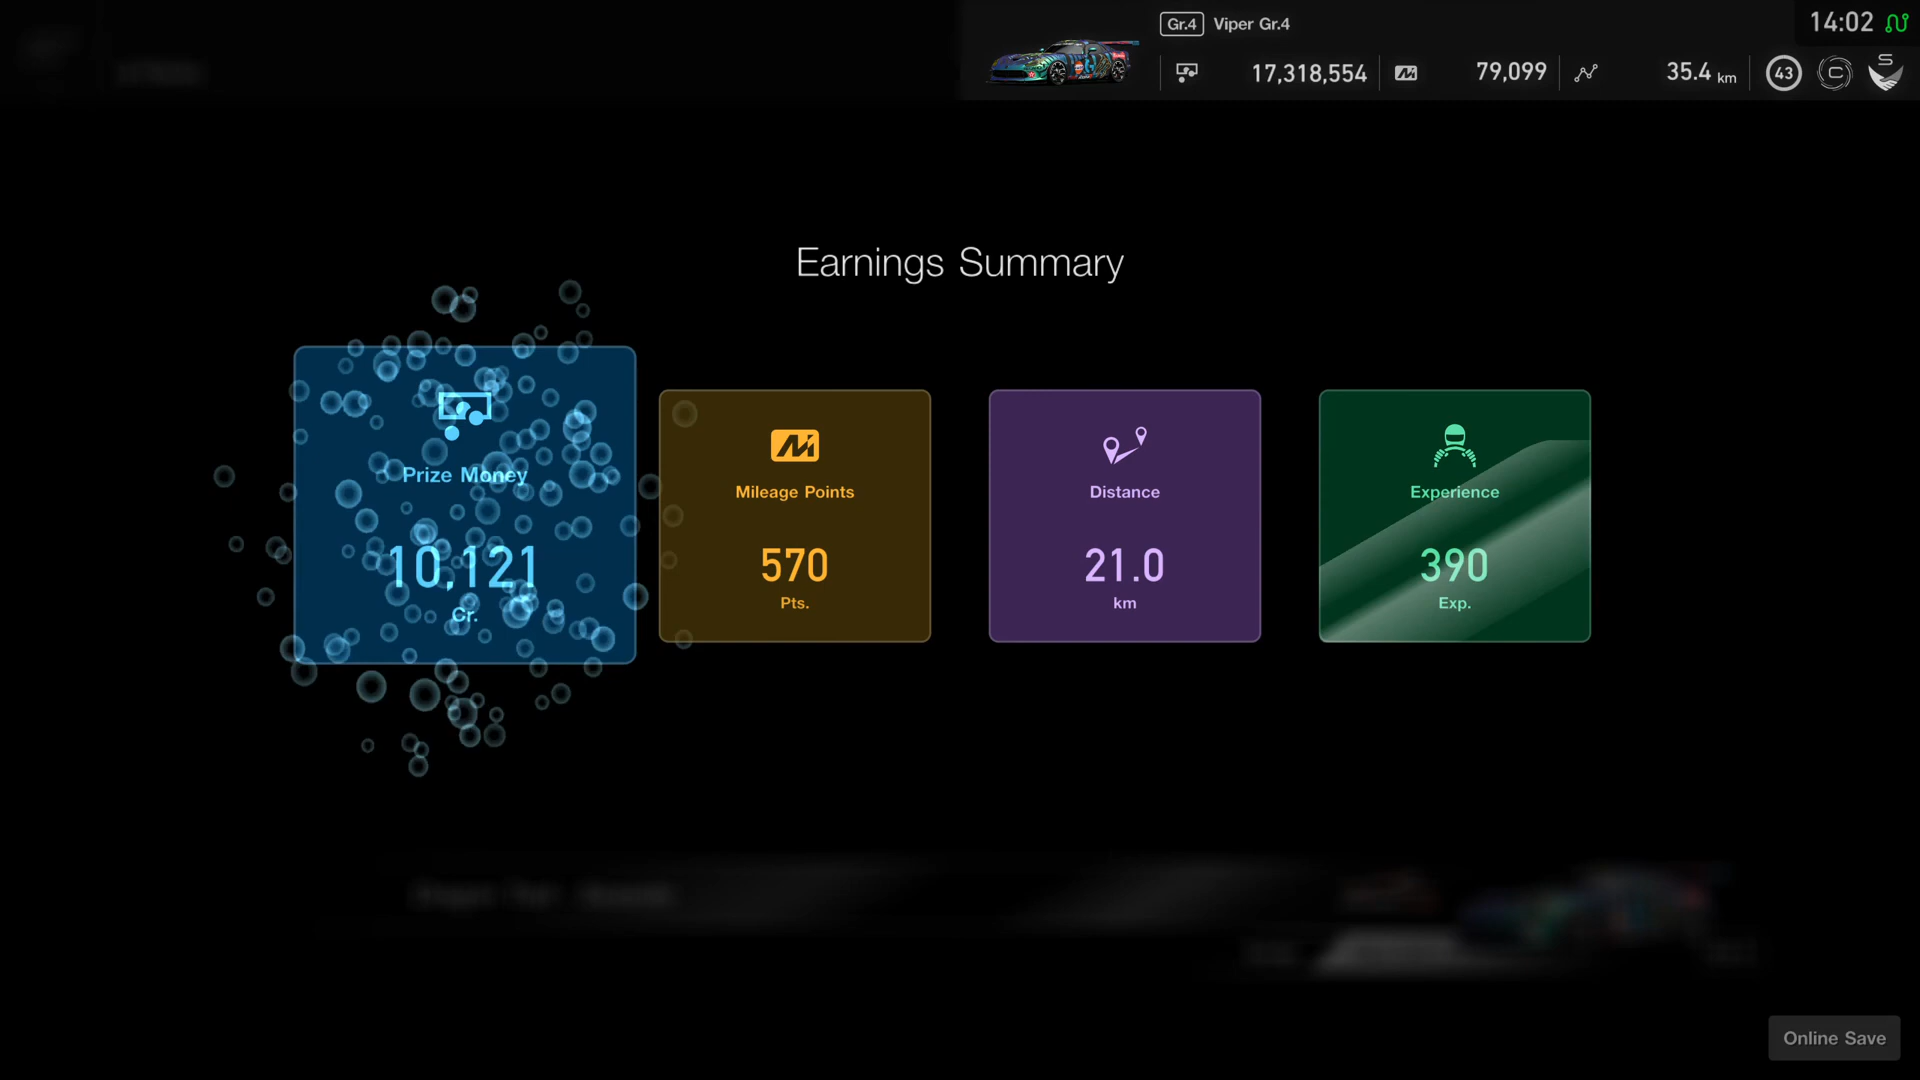 Gr.4 Viper Gr.4
14:02
17,318,554
79,099
35.4 km
43
C
S
Earnings Summary
Prize Money
10,121
Cr.
Mileage Points
570
Pts.
Distance
21.0
km
Experience
390
Exp.
Online Save